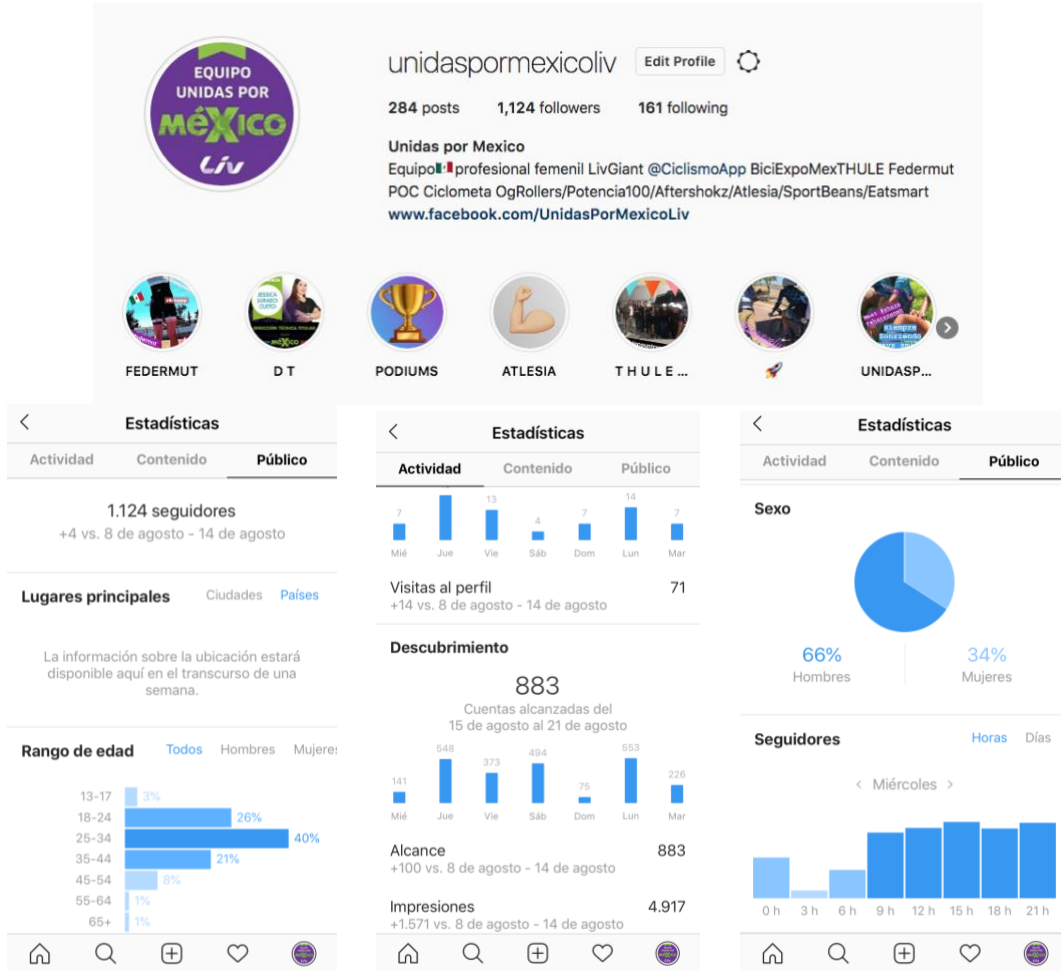 EQUIPO
UNIDAS POR
MéXICO
Liv
unidaspormexicoliv Edit Profile
284 posts 1,124 followers 161 following
Unidas por Mexico
Equipo🇲🇽profesional femenil LivGiant @CiclismoApp BiciExpoMexTHULE Federmut
POC Ciclometa OgRollers/Potencia100/Aftershokz/Atlesia/SportBeans/Eatsmart
www.facebook.com/UnidasPorMexicoLiv
JESSICA
JURADO
CUETO
DIRECCIÓN TÉCNICA TITULAR
MéXICO
siempre
sonriendo
FEDERMUT D T PODIUMS ATLESIA T H U L E ... 🚀 UNIDASP...
Estadísticas
Actividad Contenido Público
1.124 seguidores
+4 vs. 8 de agosto - 14 de agosto
Lugares principales Ciudades Países
La información sobre la ubicación estará
disponible aquí en el transcurso de una
semana.
Rango de edad Todos Hombres Mujeres
13-17 3%
18-24 26%
25-34 40%
35-44 21%
45-54 8%
55-64 1%
65+ 1%
Estadísticas
Actividad Contenido Público
7 13 4 7 14 7
Mié Jue Vie Sáb Dom Lun Mar
Visitas al perfil 71
+14 vs. 8 de agosto - 14 de agosto
Descubrimiento
883
Cuentas alcanzadas del
15 de agosto al 21 de agosto
141 548 373 494 75 553 226
Mié Jue Vie Sáb Dom Lun Mar
Alcance 883
+100 vs. 8 de agosto - 14 de agosto
Impresiones 4.917
+1.571 vs. 8 de agosto - 14 de agosto
Estadísticas
Actividad Contenido Público
Sexo
66% 34%
Hombres Mujeres
Seguidores Horas Días
< Miércoles >
0 h 3 h 6 h 9 h 12 h 15 h 18 h 21 h